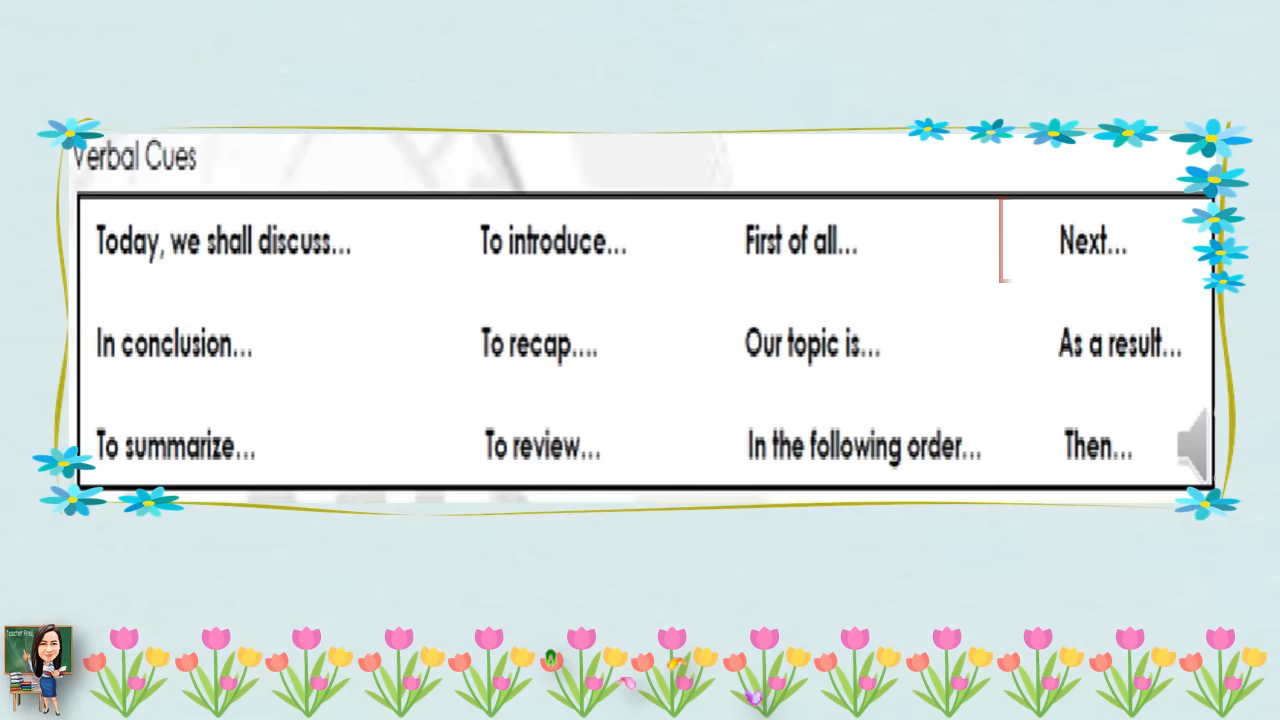 Verbal Cues
Today, we shall discuss... To introduce... First of all... Next...
In conclusion... To recap.... Our topic is... As a result...
To summarize... To review... In the following order... Then...